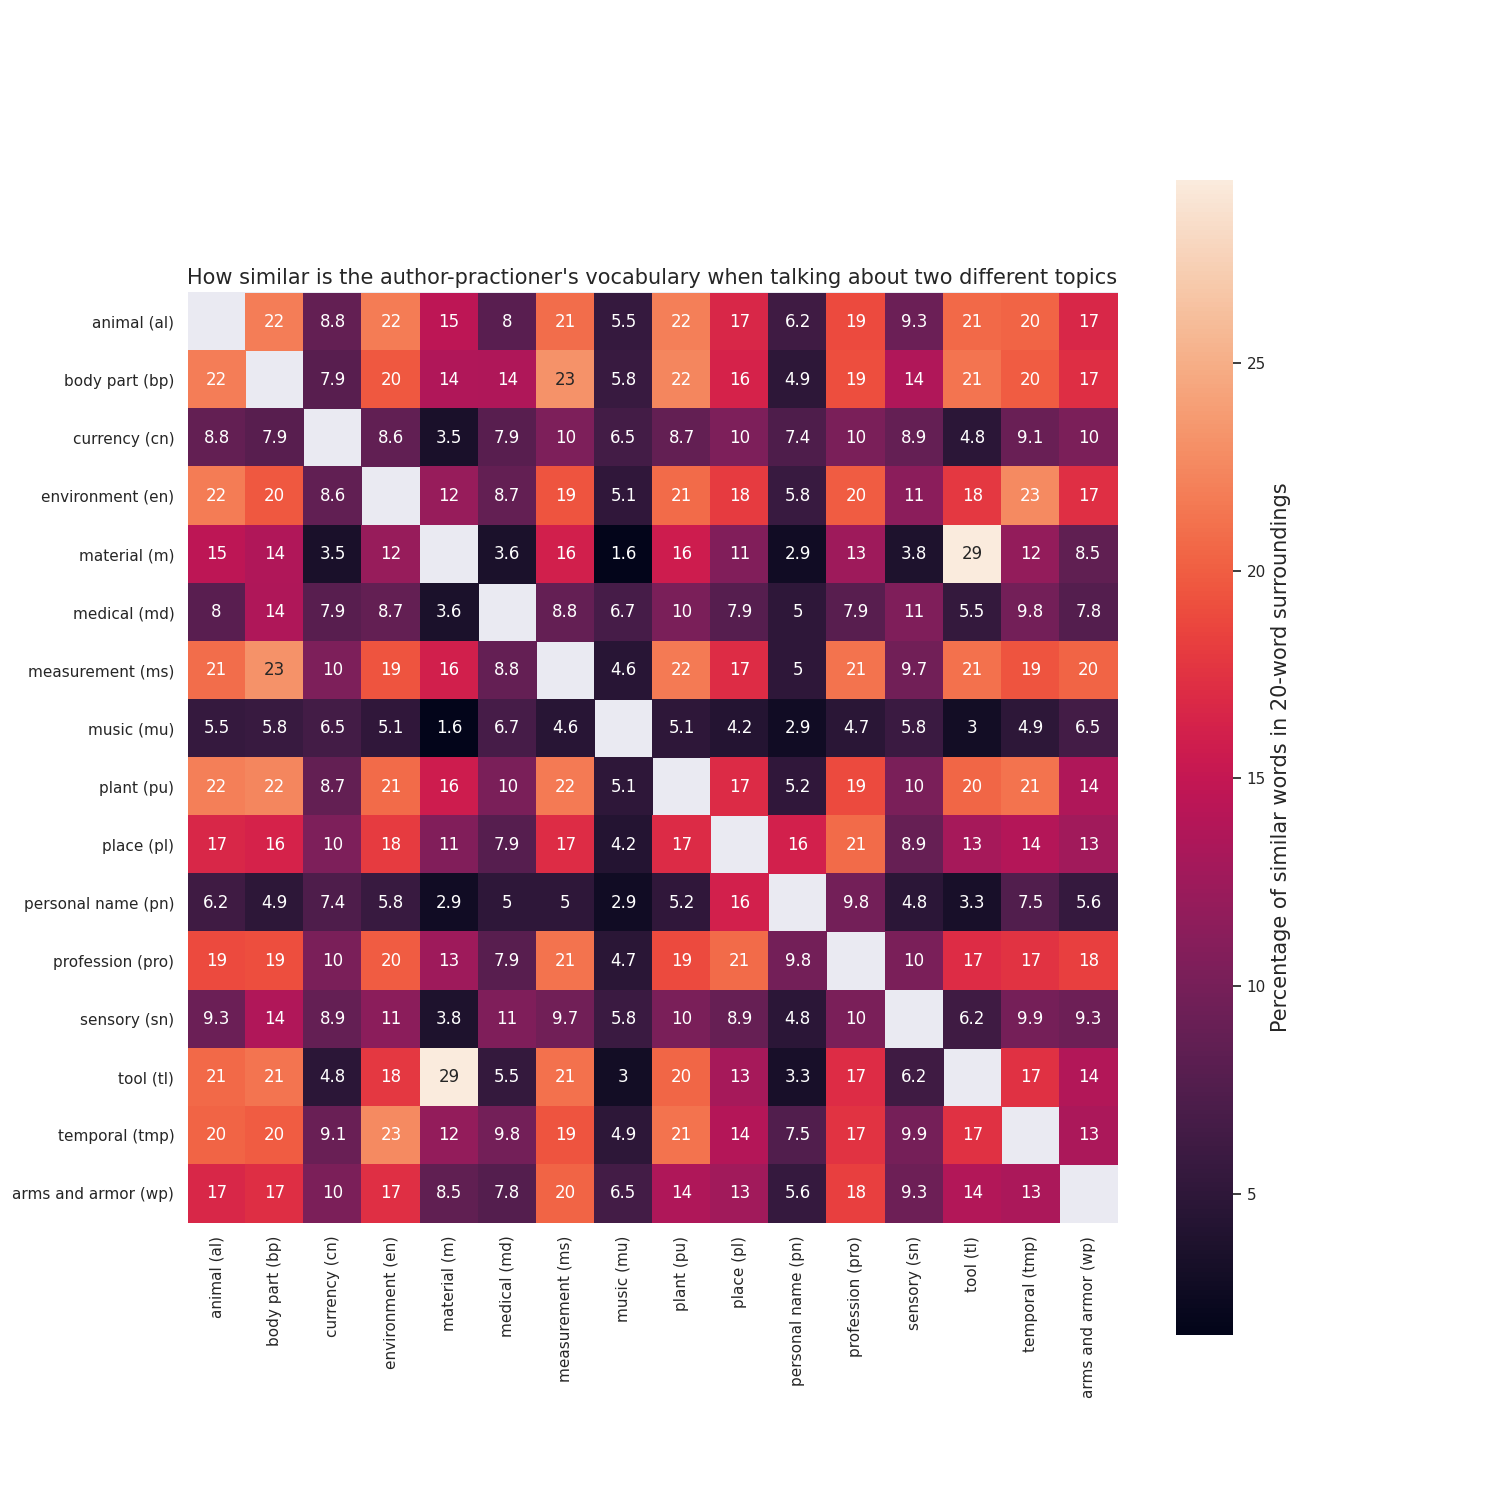 How similar is the author-practioner's vocabulary when talking about two different topics
animal (al) 22 8.8 22 15 8 21 5.5 22 17 6.2 19 9.3 21 20 17
body part (bp) 22 7.9 20 14 14 23 5.8 22 16 4.9 19 14 21 20 17
currency (cn) 8.8 7.9 8.6 3.5 7.9 10 6.5 8.7 10 7.4 10 8.9 4.8 9.1 10
environment (en) 22 20 8.6 12 8.7 19 5.1 21 18 5.8 20 11 18 23 17
material (m) 15 14 3.5 12 3.6 16 1.6 16 11 2.9 13 3.8 29 12 8.5
medical (md) 8 14 7.9 8.7 3.6 8.8 6.7 10 7.9 5 7.9 11 5.5 9.8 7.8
measurement (ms) 21 23 10 19 16 8.8 4.6 22 17 5 21 9.7 21 19 20
music (mu) 5.5 5.8 6.5 5.1 1.6 6.7 4.6 5.1 4.2 2.9 4.7 5.8 3 4.9 6.5
plant (pu) 22 22 8.7 21 16 10 22 5.1 17 5.2 19 10 20 21 14
place (pl) 17 16 10 18 11 7.9 17 4.2 17 16 21 8.9 13 14 13
personal name (pn) 6.2 4.9 7.4 5.8 2.9 5 5 2.9 5.2 16 9.8 4.8 3.3 7.5 5.6
profession (pro) 19 19 10 20 13 7.9 21 4.7 19 21 9.8 10 17 17 18
sensory (sn) 9.3 14 8.9 11 3.8 11 9.7 5.8 10 8.9 4.8 10 6.2 9.9 9.3
tool (tl) 21 21 4.8 18 29 5.5 21 3 20 13 3.3 17 6.2 17 14
temporal (tmp) 20 20 9.1 23 12 9.8 19 4.9 21 14 7.5 17 9.9 17 13
arms and armor (wp) 17 17 10 17 8.5 7.8 20 6.5 14 13 5.6 18 9.3 14 13
animal (al)
body part (bp)
currency (cn)
environment (en)
material (m)
medical (md)
measurement (ms)
music (mu)
plant (pu)
place (pl)
personal name (pn)
profession (pro)
sensory (sn)
tool (tl)
temporal (tmp)
arms and armor (wp)
25
20
15
10
5
Percentage of similar words in 20-word surroundings